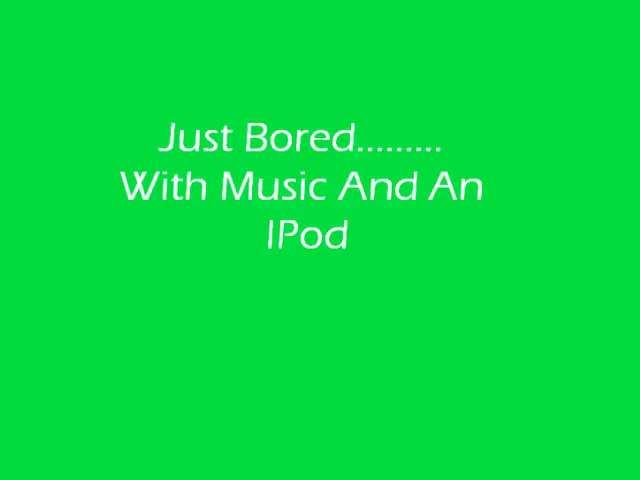 Just Bored.........
With Music And An
IPod